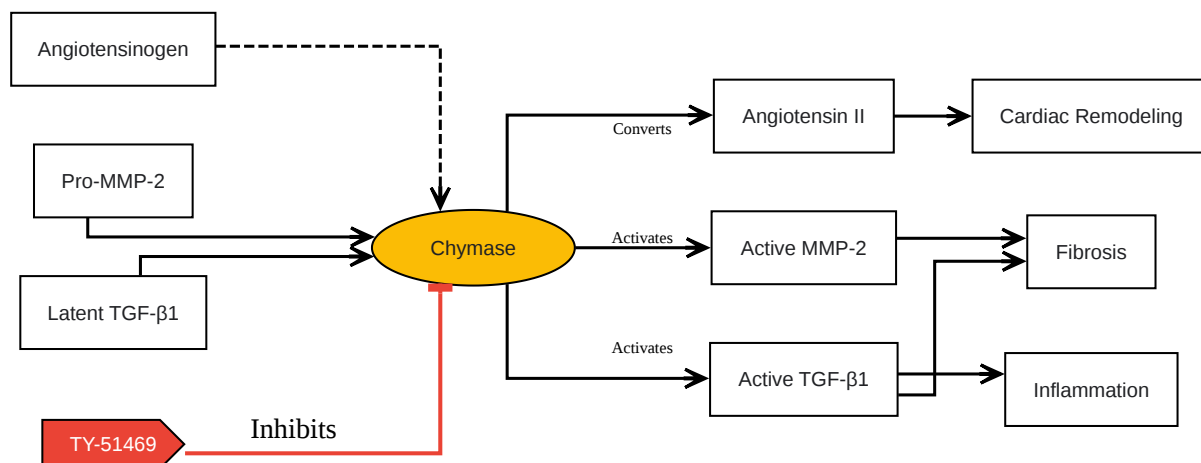 Angiotensinogen
Converts
Angiotensin II
Cardiac Remodeling
Pro-MMP-2
Chymase
Activates
Active MMP-2
Fibrosis
Latent TGF-β1
Activates
Active TGF-β1
Inflammation
TY-51469
Inhibits